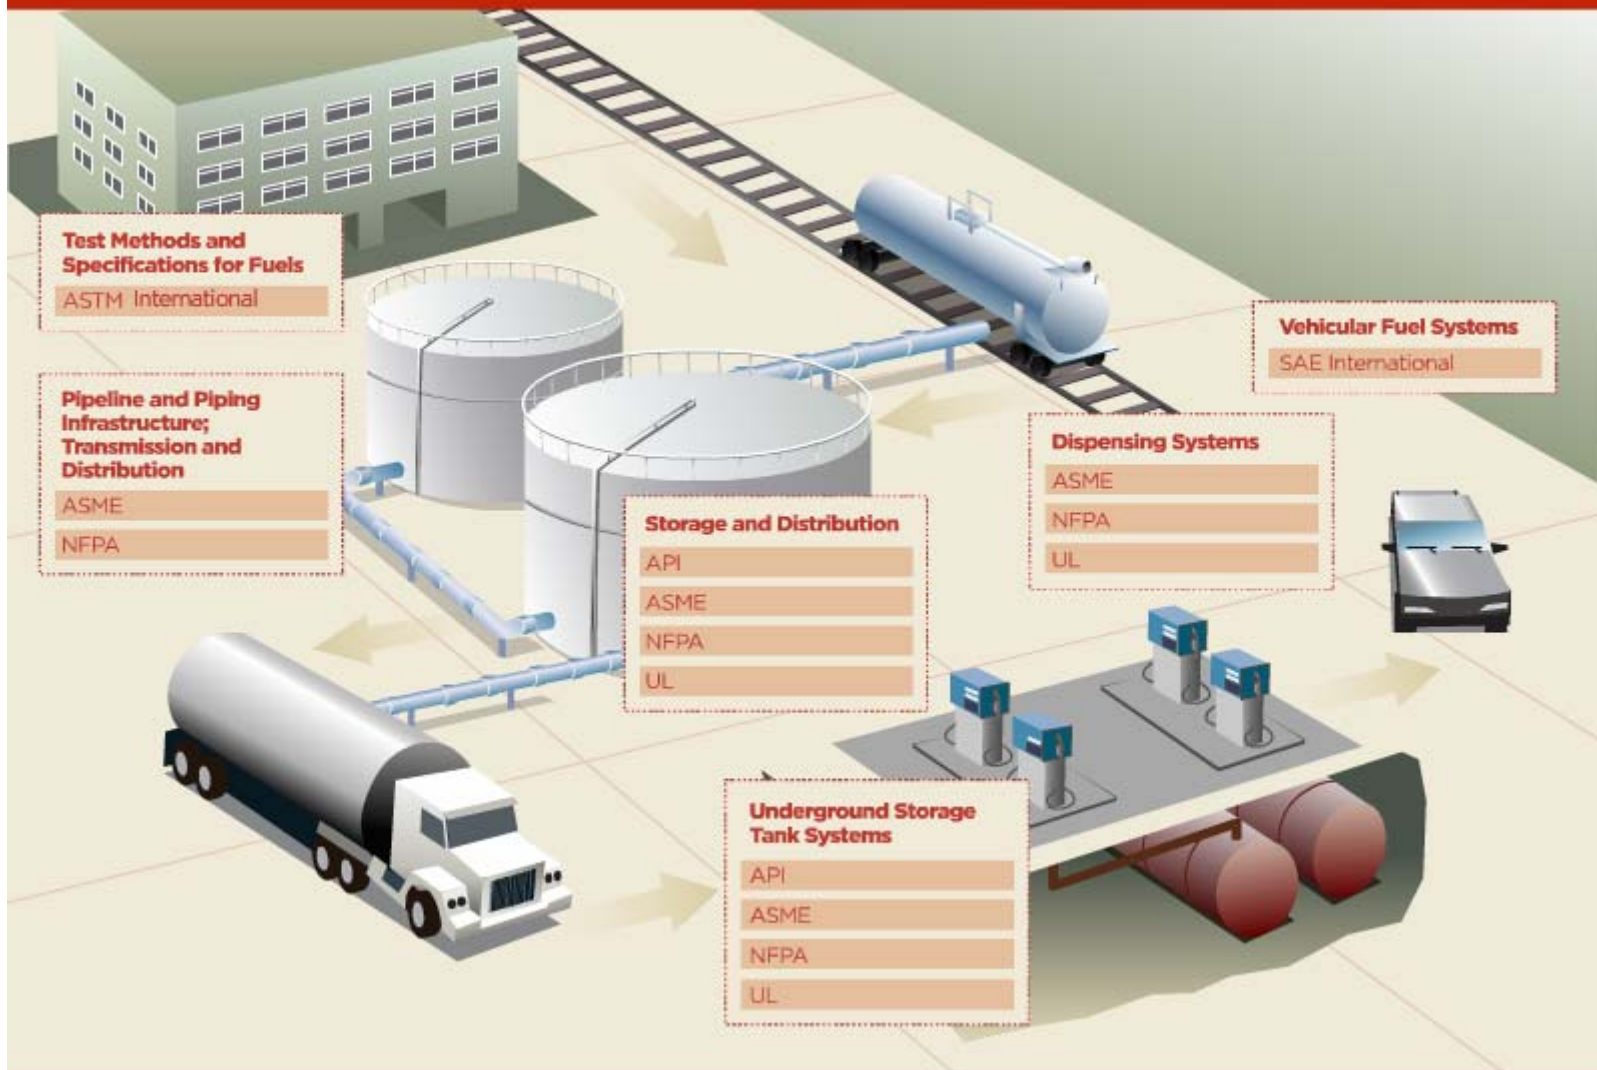 Test Methods and
Specifications for Fuels
ASTM International
Pipeline and Piping
Infrastructure;
Transmission and
Distribution
ASME
NFPA
Storage and Distribution
API
ASME
NFPA
UL
Vehicular Fuel Systems
SAE International
Dispensing Systems
ASME
NFPA
UL
Underground Storage
Tank Systems
API
ASME
NFPA
UL